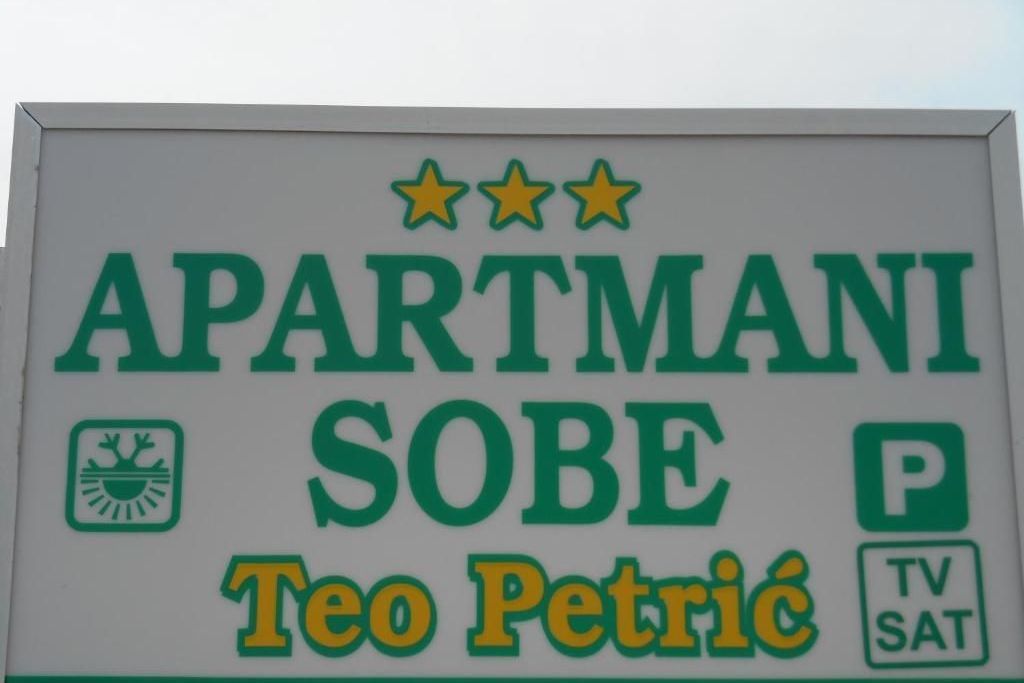 APARTMANI
SOBE
P
Teo Petrić
TV
SAT